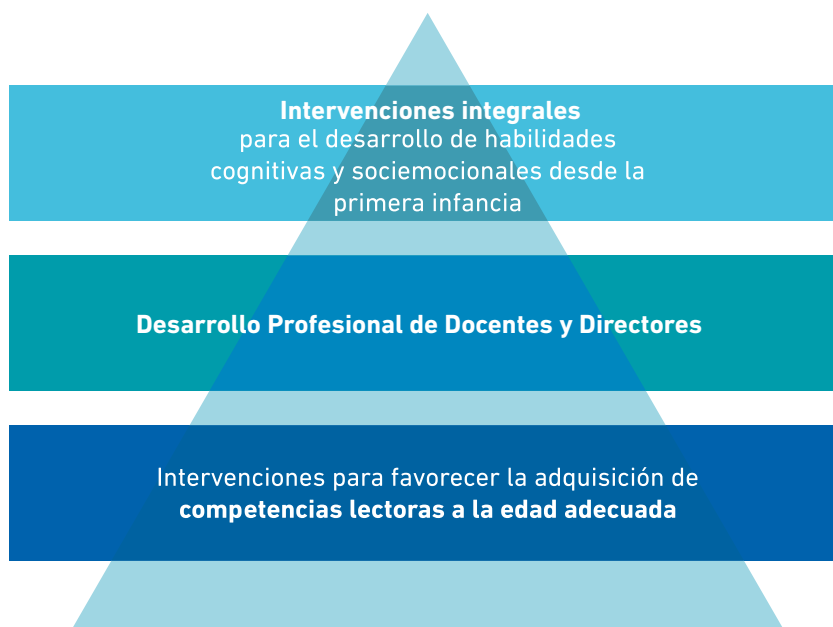 Intervenciones integrales
para el desarrollo de habilidades
cognitivas y sociemocionales desde la
primera infancia
Desarrollo Profesional de Docentes y Directores
Intervenciones para favorecer la adquisición de
competencias lectoras a la edad adecuada